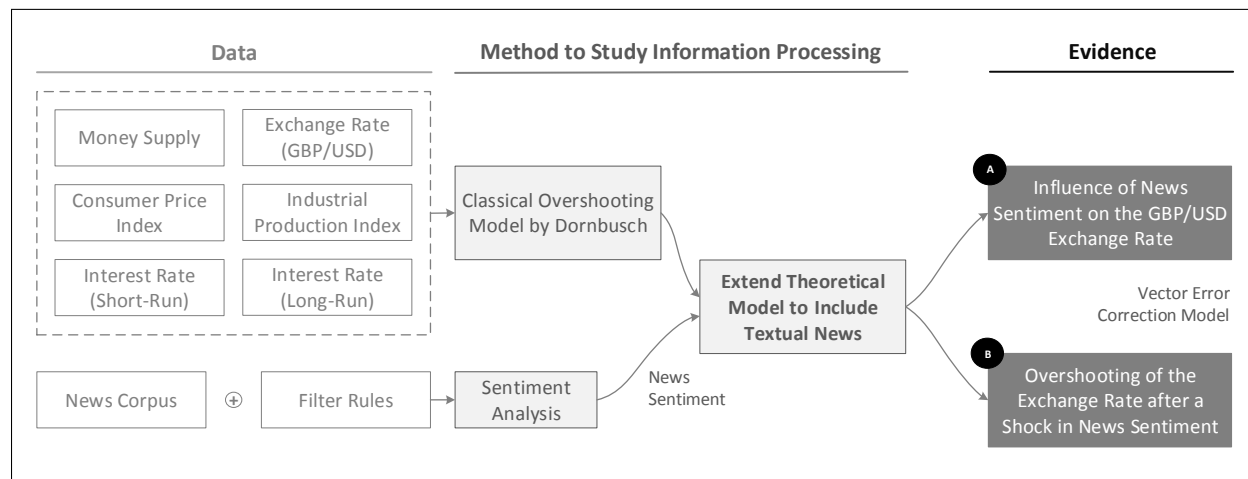 Data
Method to Study Information Processing
Evidence
Money Supply
Exchange Rate
(GBP/USD)
Consumer Price
Index
Industrial
Production Index
Interest Rate
(Short-Run)
Interest Rate
(Long-Run)
News Corpus
+
Filter Rules
Classical Overshooting
Model by Dornbusch
Sentiment
Analysis
News
Sentiment
Extend Theoretical
Model to Include
Textual News
A
Influence of News
Sentiment on the GBP/USD
Exchange Rate
Vector Error
Correction Model
B
Overshooting of the
Exchange Rate after a
Shock in News Sentiment